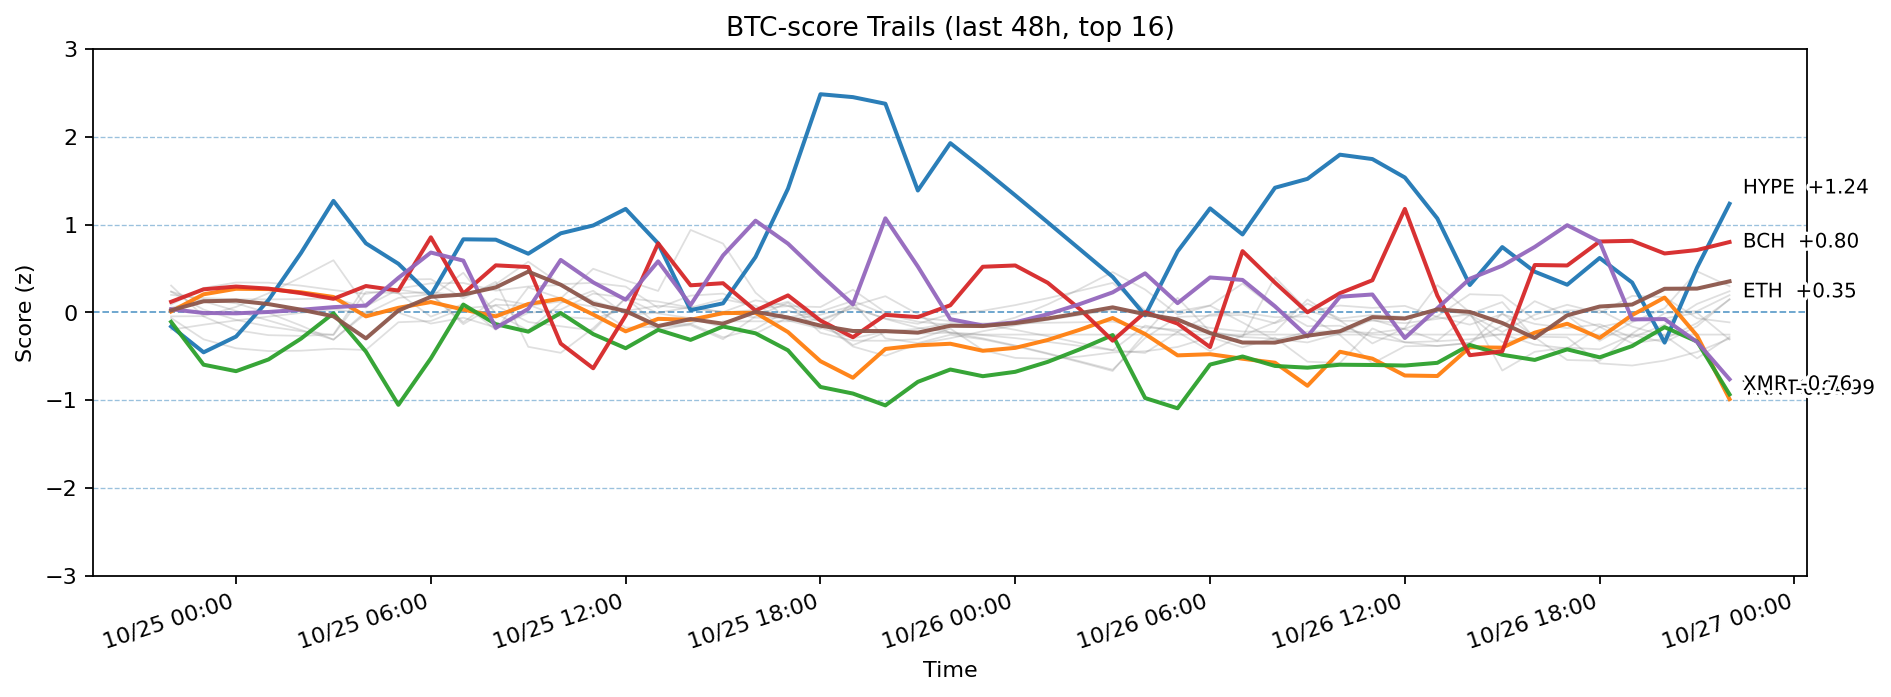 BTC-score Trails (last 48h, top 16)
3
2
1
0
−1
−2
−3
Score (z)
HYPE +1.24
BCH +0.80
ETH +0.35
XMR -0.76
10/25 00:00
10/25 06:00
10/25 12:00
10/25 18:00
10/26 00:00
10/26 06:00
10/26 12:00
10/26 18:00
10/27 00:00
Time